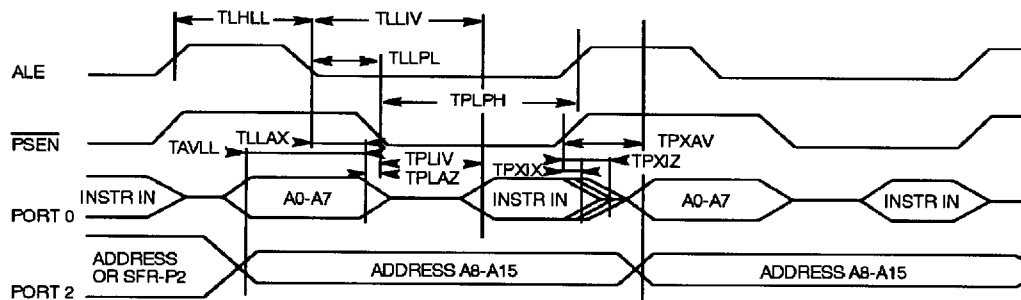 TLHLL
TLLIV
TLLPL
ALE
TPLPH
PSEN
TLLAX
TPXAV
TAVLL
TPLIV
TPXIZ
TPLAZ
TPXIX
INSTR IN
A0-A7
INSTR IN
A0-A7
INSTR IN
PORT 0
ADDRESS
OR SFR-P2
ADDRESS A8-A15
ADDRESS A8-A15
PORT 2